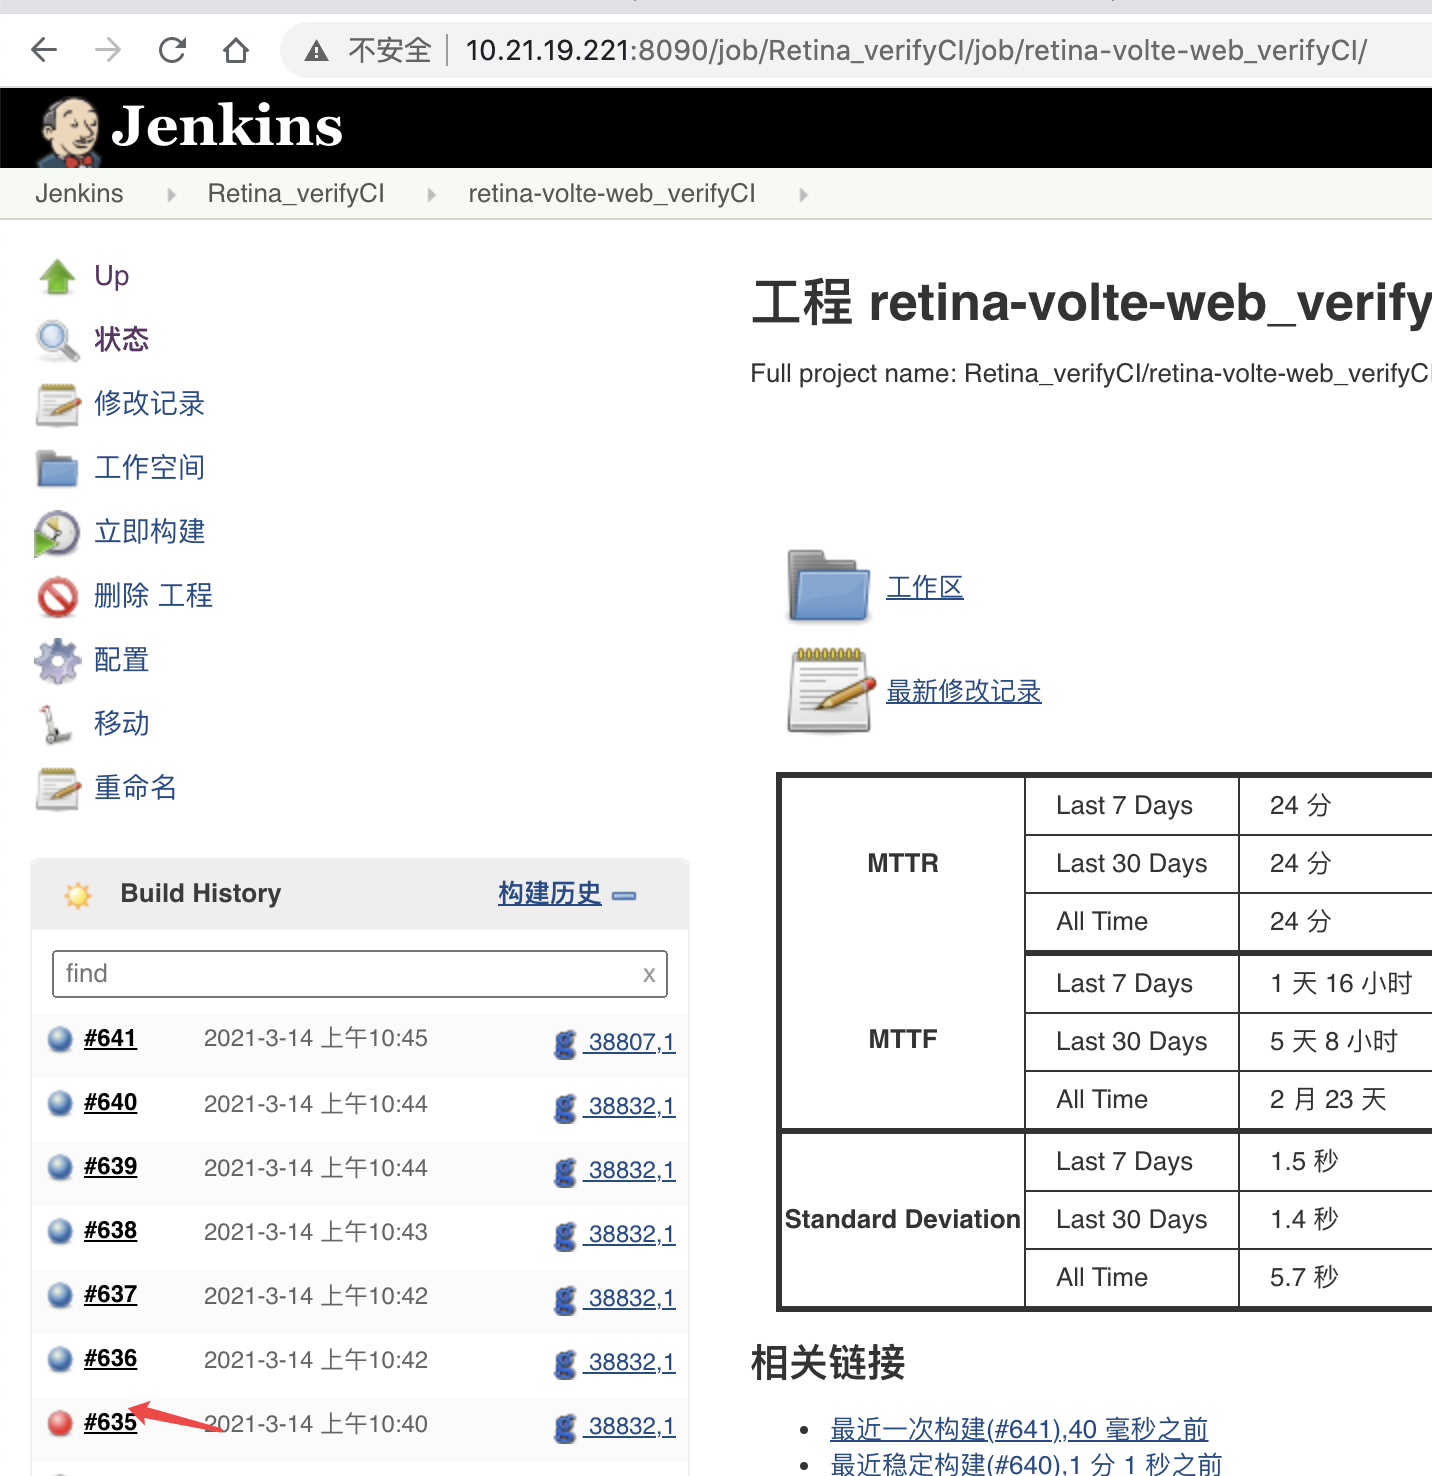 不安全 10.21.19.221:8090/job/Retina_verifyCI/job/retina-volte-web_verifyCI/
Jenkins
Jenkins Retina_verifyCI retina-volte-web_verifyCI
Up
状态
修改记录
工作空间
立即构建
删除 工程
配置
移动
重命名
Build History 构建历史
find x
#641 2021-3-14 上午10:45 g 38807,1
#640 2021-3-14 上午10:44 g 38832,1
#639 2021-3-14 上午10:44 g 38832,1
#638 2021-3-14 上午10:43 g 38832,1
#637 2021-3-14 上午10:42 g 38832,1
#636 2021-3-14 上午10:42 g 38832,1
#635 2021-3-14 上午10:40 g 38832,1
工程 retina-volte-web_verify
Full project name: Retina_verifyCI/retina-volte-web_verifyC
工作区
最新修改记录
MTTR
Last 7 Days 24 分
Last 30 Days 24 分
All Time 24 分
MTTF
Last 7 Days 1 天 16 小时
Last 30 Days 5 天 8 小时
All Time 2 月 23 天
Standard Deviation
Last 7 Days 1.5 秒
Last 30 Days 1.4 秒
All Time 5.7 秒
相关链接
• 最近一次构建(#641),40 毫秒之前
• 最近稳定构建(#640),1 分 1 秒之前